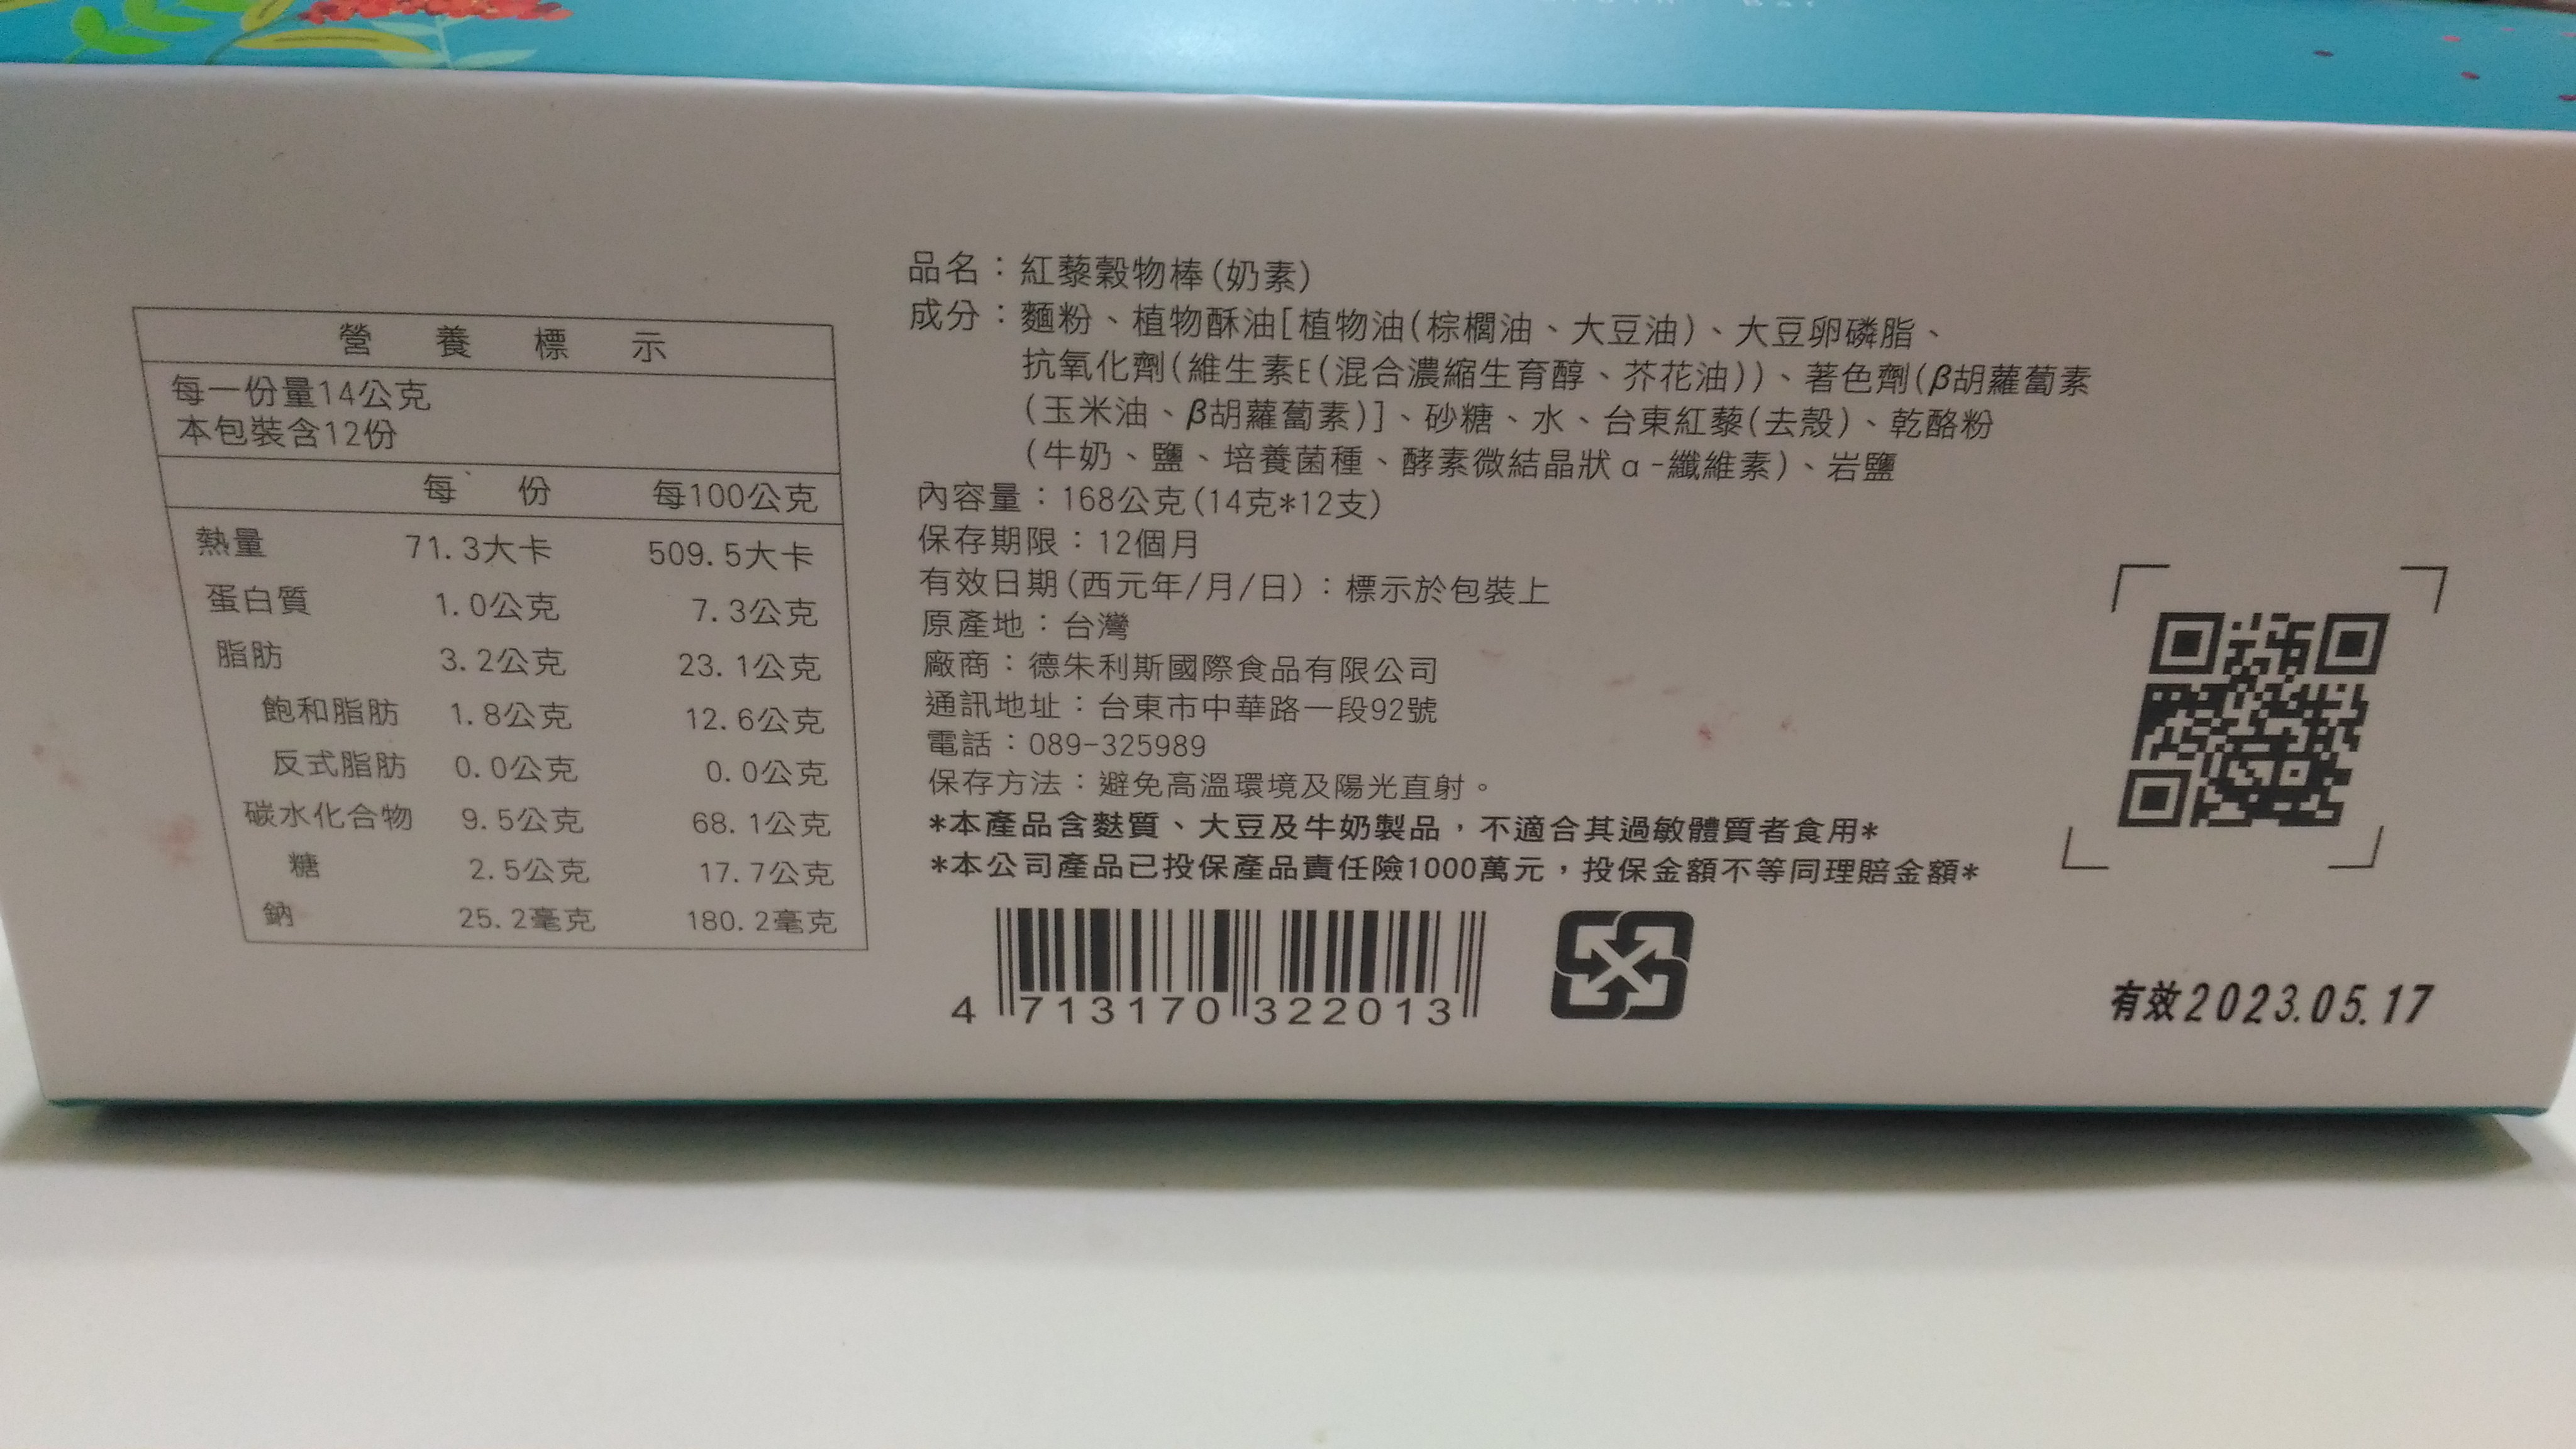 營養標示
每一份量14公克
本包裝含12份
每份 每100公克
熱量 71.3大卡 509.5大卡
蛋白質 1.0公克 7.3公克
脂肪 3.2公克 23.1公克
飽和脂肪 1.8公克 12.6公克
反式脂肪 0.0公克 0.0公克
碳水化合物 9.5公克 68.1公克
糖 2.5公克 17.7公克
鈉 25.2毫克 180.2毫克
品名：紅藜穀物棒(奶素)
成分：麵粉、植物酥油[植物油(棕櫚油、大豆油)、大豆卵磷脂、
抗氧化劑(維生素E(混合濃縮生育醇、芥花油))、著色劑(β胡蘿蔔素
(玉米油、β胡蘿蔔素)]、砂糖、水、台東紅藜(去殼)、乾酪粉
(牛奶、鹽、培養菌種、酵素微結晶狀α-纖維素)、岩鹽
內容量：168公克(14克*12支)
保存期限：12個月
有效日期(西元年/月/日)：標示於包裝上
原產地：台灣
廠商：德朱利斯國際食品有限公司
通訊地址：台東市中華路一段92號
電話：089-325989
保存方法：避免高溫環境及陽光直射。
*本產品含麩質、大豆及牛奶製品，不適合其過敏體質者食用*
*本公司產品已投保產品責任險1000萬元，投保金額不等同理賠金額*
4 713170 322013
有效2023.05.17